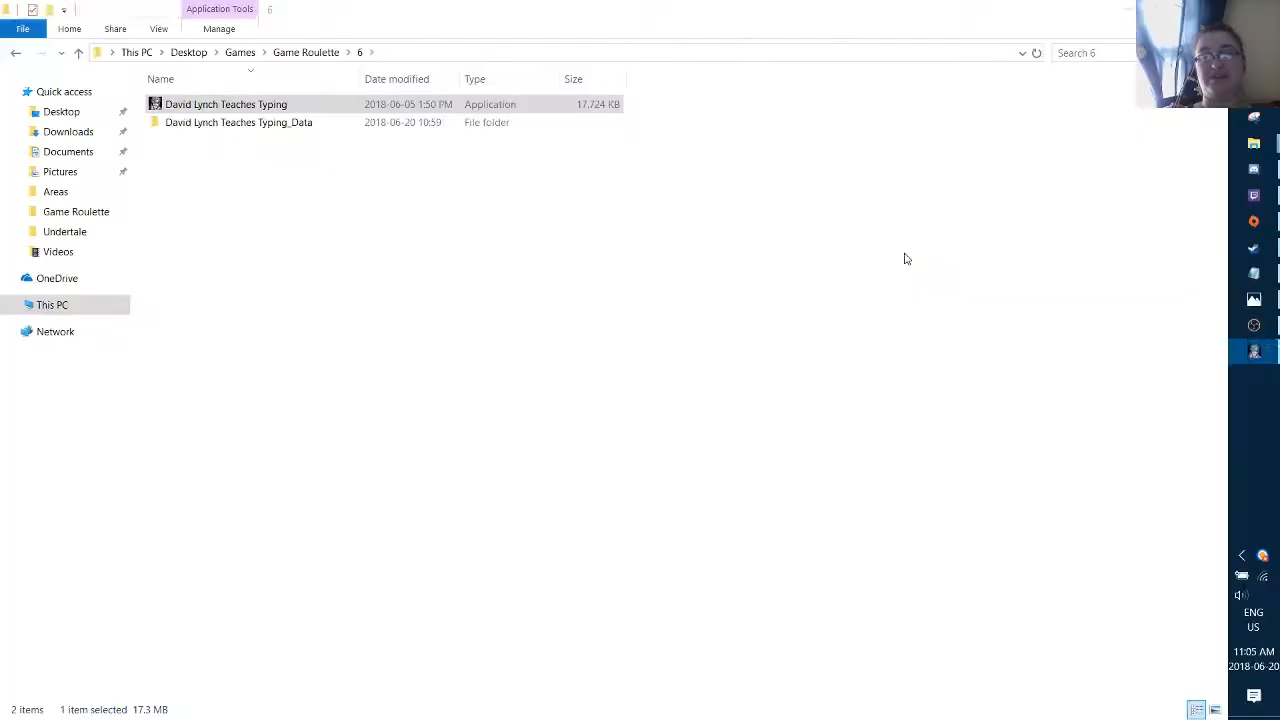 Application Tools
File Home Share View Manage
This PC Desktop Games Game Roulette 6 Search 6
Name Date modified Type Size
Quick access
Desktop
Downloads
Documents
Pictures
Areas
Game Roulette
Undertale
Videos
OneDrive
This PC
Network
David Lynch Teaches Typing 2018-06-05 1:50 PM Application 17,724 KB
David Lynch Teaches Typing_Data 2018-06-20 10:59 File folder
ENG
US
11:05 AM
2018-06-20
2 items 1 item selected 17.3 MB